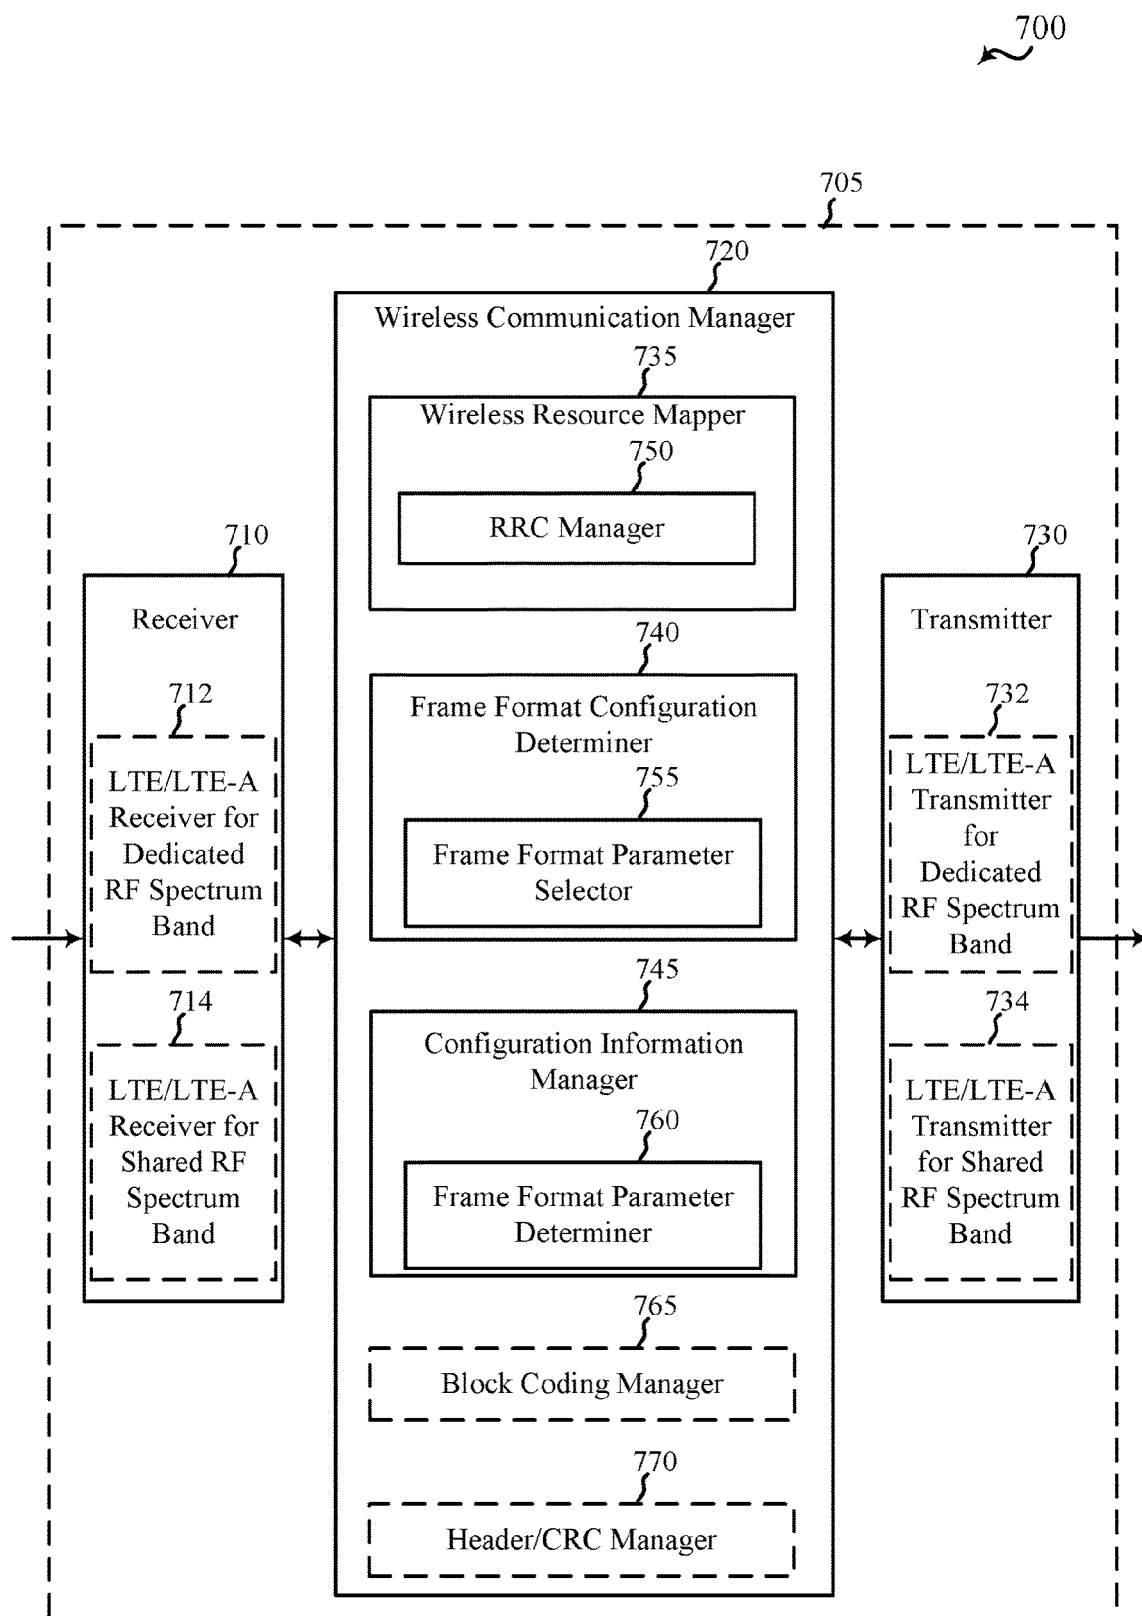 700
705
720
Wireless Communication Manager
735
Wireless Resource Mapper
750
RRC Manager
710
Receiver
712
LTE/LTE-A
Receiver for
Dedicated
RF Spectrum
Band
714
LTE/LTE-A
Receiver for
Shared RF
Spectrum
Band
740
Frame Format Configuration
Determiner
755
Frame Format Parameter
Selector
745
Configuration Information
Manager
760
Frame Format Parameter
Determiner
765
Block Coding Manager
770
Header/CRC Manager
730
Transmitter
732
LTE/LTE-A
Transmitter
for
Dedicated
RF Spectrum
Band
734
LTE/LTE-A
Transmitter
for Shared
RF Spectrum
Band